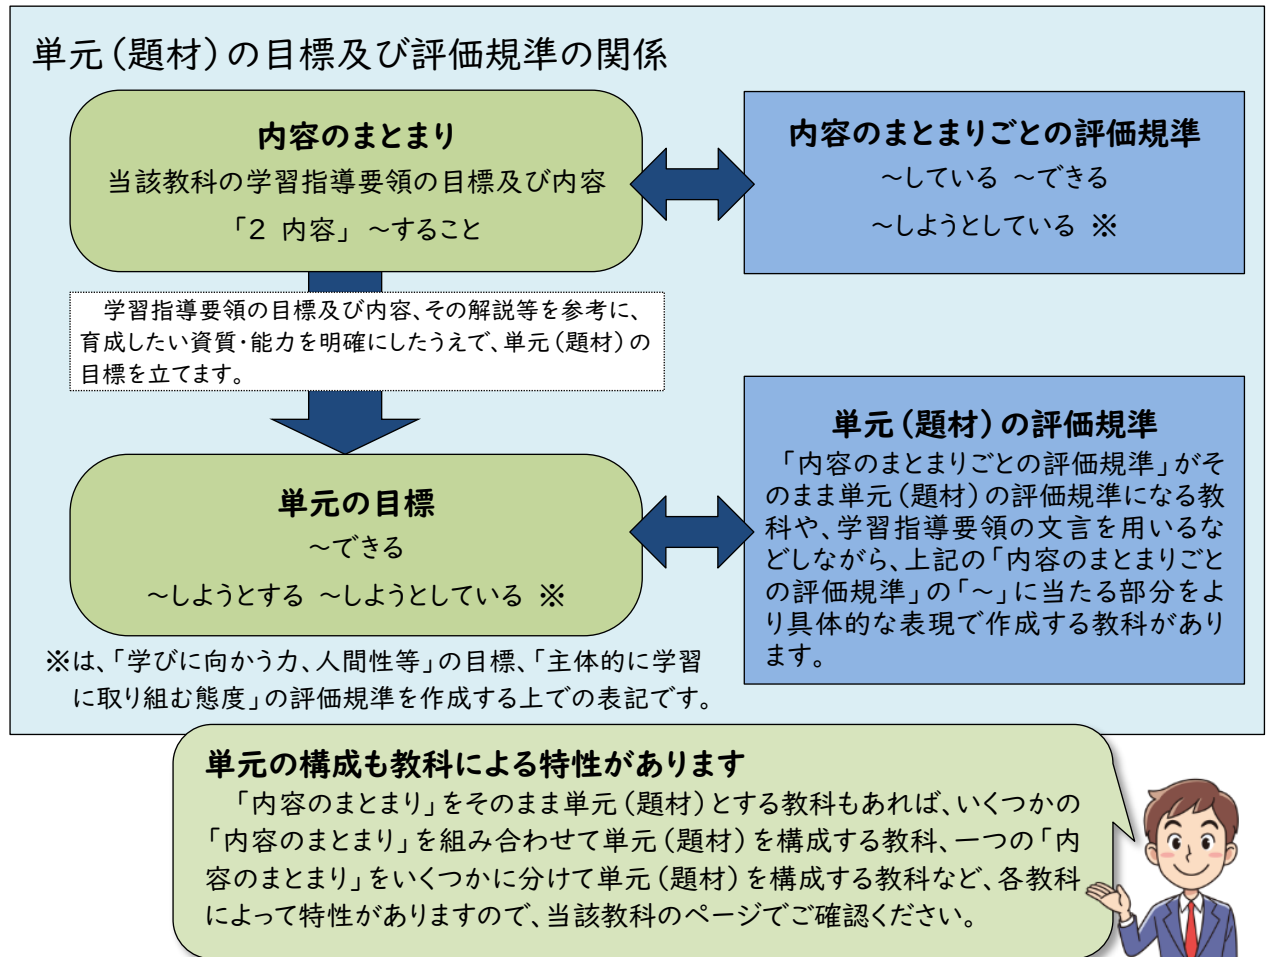 単元（題材）の目標及び評価規準の関係
内容のまとまり
当該教科の学習指導要領の目標及び内容
「２ 内容」 ～すること
内容のまとまりごとの評価規準
～している ～できる
～しようとしている ※
学習指導要領の目標及び内容、その解説等を参考に、
育成したい資質・能力を明確にしたうえで、単元（題材）の
目標を立てます。
単元の目標
～できる
～しようとする ～しようとしている ※
単元（題材）の評価規準
「内容のまとまりごとの評価規準」がそ
のまま単元（題材）の評価規準になる教
科や、学習指導要領の文言を用いるな
どしながら、上記の「内容のまとまりごと
の評価規準」の「～」に当たる部分をよ
り具体的な表現で作成する教科があり
ます。
※は、「学びに向かう力、人間性等」の目標、「主体的に学習
に取り組む態度」の評価規準を作成する上での表記です。
単元の構成も教科による特性があります
「内容のまとまり」をそのまま単元（題材）とする教科もあれば、いくつかの
「内容のまとまり」を組み合わせて単元（題材）を構成する教科、一つの「内
容のまとまり」をいくつかに分けて単元（題材）を構成する教科など、各教科
によって特性がありますので、当該教科のページでご確認ください。